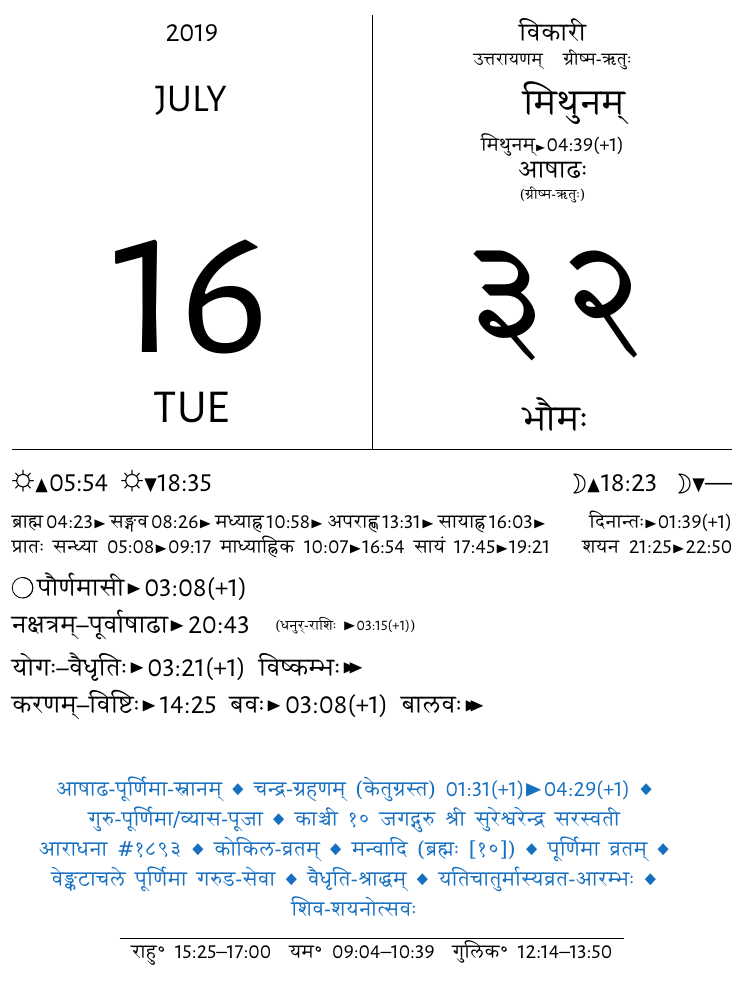 2019
JULY
16
TUE
विकारी
उत्तरायणम् ग्रीष्म-ऋतुः
मिथुनम्
मिथुनम्►04:39(+1)
आषाढः
(ग्रीष्म-ऋतुः)
३२
भौमः
☼▲05:54 ☼▼18:35 ☽▲18:23 ☽▼—
ब्राह्म04:23► सङ्गव08:26► मध्याह्न10:58► अपराह्ण13:31► सायाह्न16:03► दिनान्तः►01:39(+1)
प्रातः सन्ध्या 05:08►09:17 माध्याह्निक 10:07►16:54 सायं 17:45►19:21 शयन 21:25►22:50
◯पौर्णमासी►03:08(+1)
नक्षत्रम्–पूर्वाषाढा►20:43 (धनुर्-राशिः ►03:15(+1))
योगः–वैधृतिः►03:21(+1) विष्कम्भः►►
करणम्–विष्टिः►14:25 बवः►03:08(+1) बालवः►►
आषाढ-पूर्णिमा-स्नानम् ◆ चन्द्र-ग्रहणम् (केतुग्रस्त) 01:31(+1)►04:29(+1) ◆
गुरु-पूर्णिमा/व्यास-पूजा ◆ काञ्ची १० जगद्गुरु श्री सुरेश्वरेन्द्र सरस्वती
आराधना #१८९३ ◆ कोकिल-व्रतम् ◆ मन्वादि (ब्रह्मः [१०]) ◆ पूर्णिमा व्रतम् ◆
वेङ्कटाचले पूर्णिमा गरुड-सेवा ◆ वैधृति-श्राद्धम् ◆ यतिचातुर्मास्यव्रत-आरम्भः ◆
शिव-शयनोत्सवः
राहु° 15:25–17:00 यम° 09:04–10:39 गुलिक° 12:14–13:50